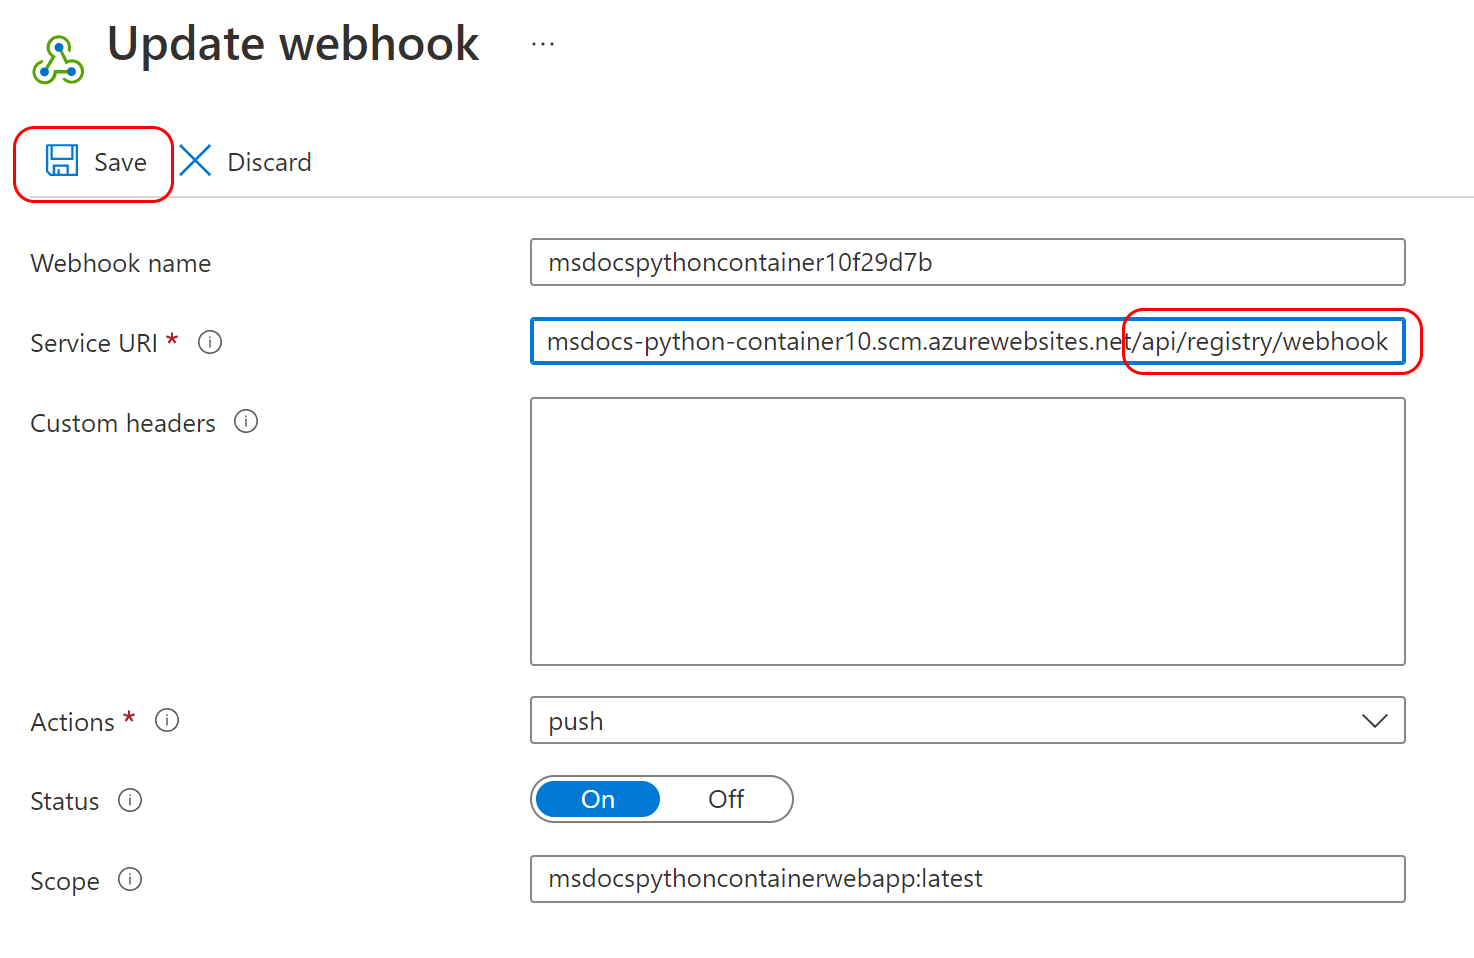 Update webhook ...
Save Discard
Webhook name msdocspythoncontainer10f29d7b
Service URI * msdocs-python-container10.scm.azurewebsites.net/api/registry/webhook
Custom headers
Actions * push
Status On Off
Scope msdocspythoncontainerwebapp:latest